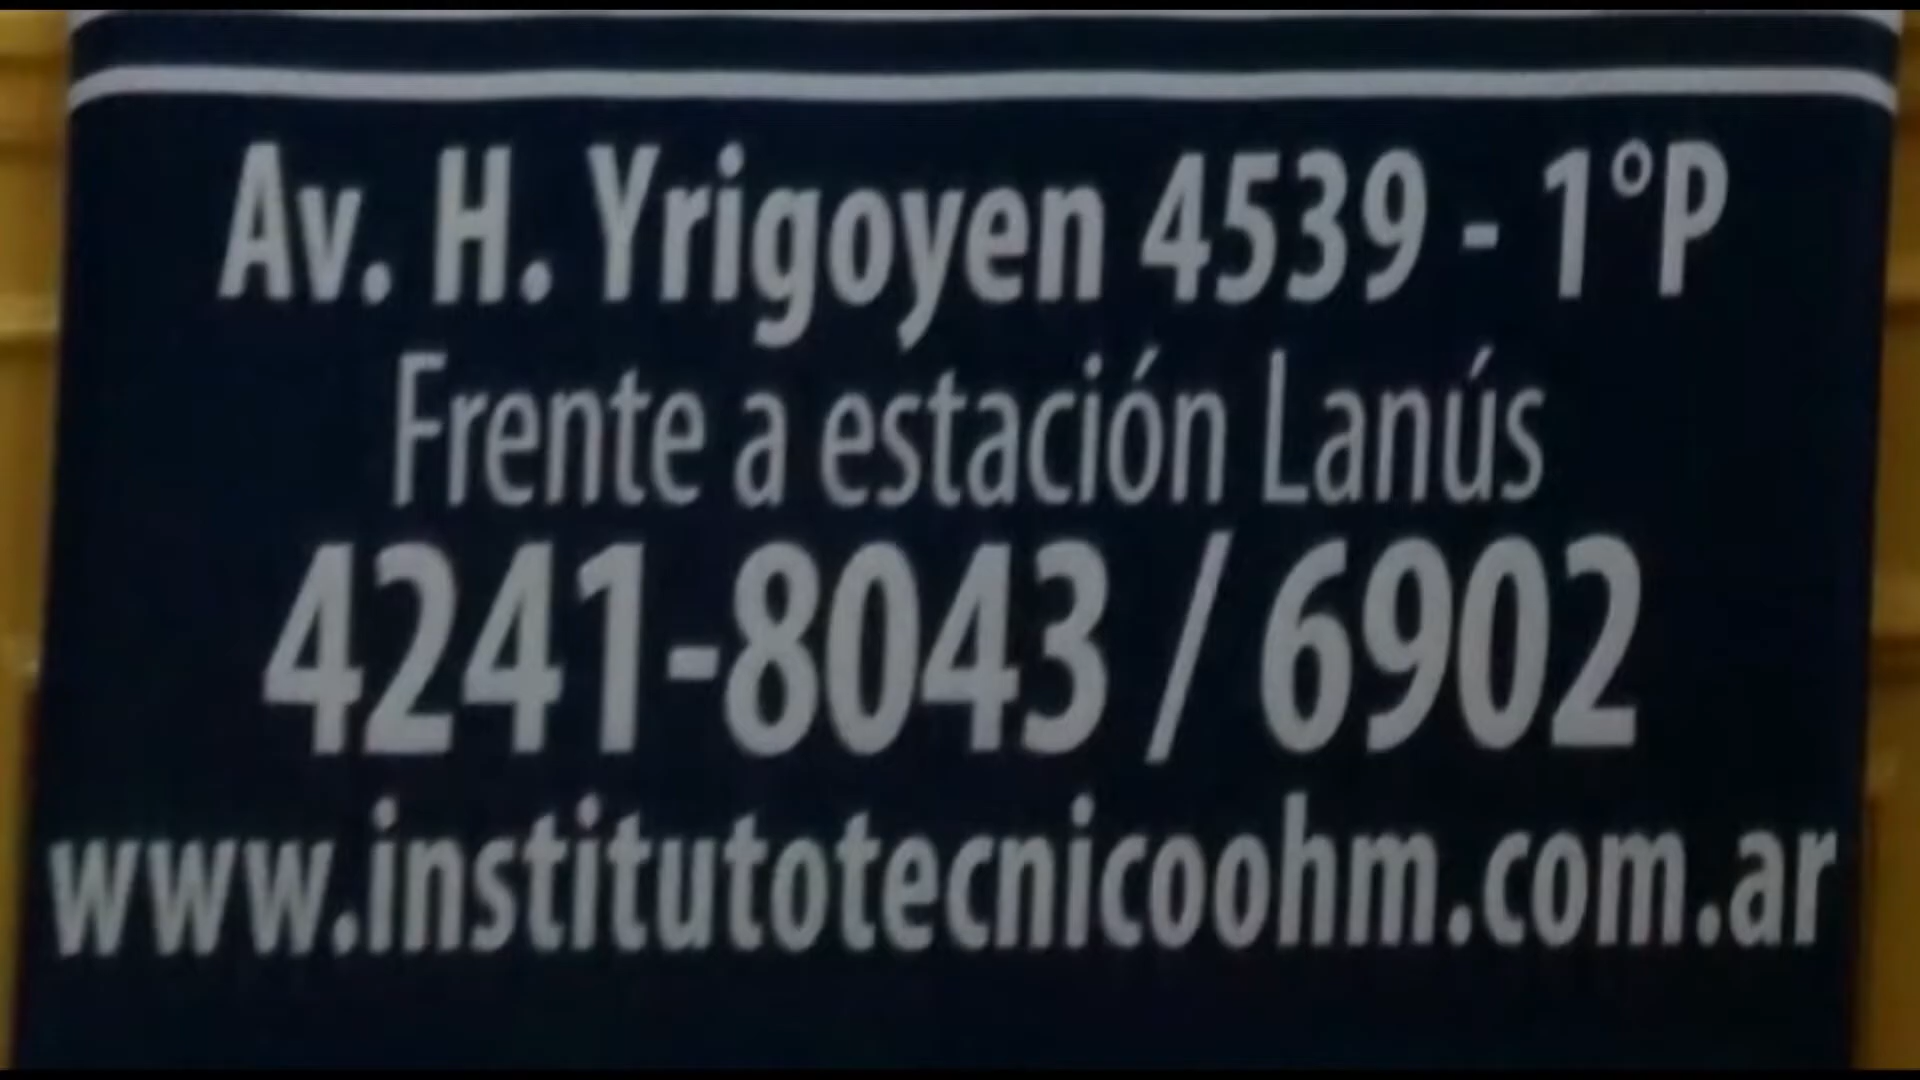 Av. H. Yrigoyen 4539 - 1°P
Frente a estación Lanús
4241-8043 / 6902
www.institutotecnicoohm.com.ar